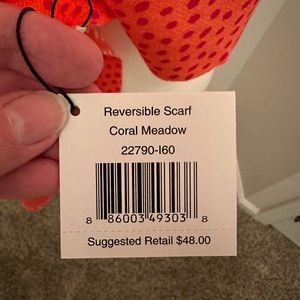 Reversible Scarf
Coral Meadow
22790-I60
8 86003 49303 8
Suggested Retail $48.00